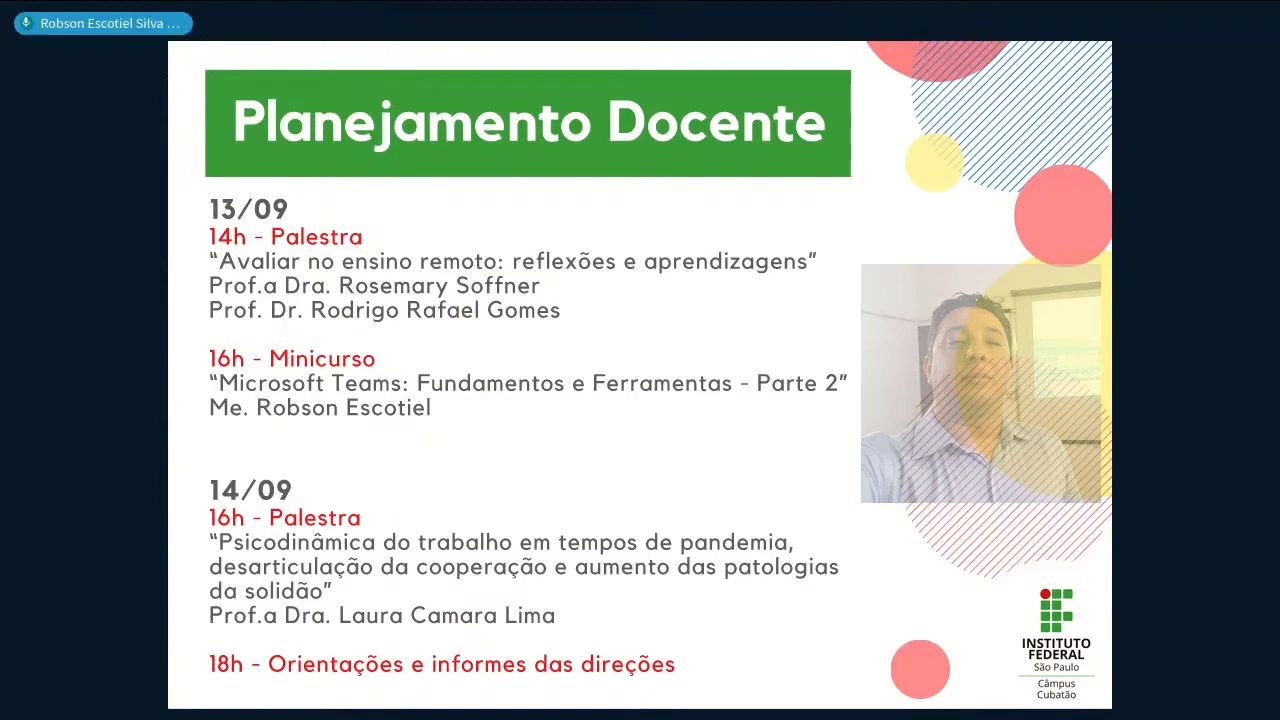 Robson Escotiel Silva ...
Planejamento Docente
13/09
14h - Palestra
“Avaliar no ensino remoto: reflexões e aprendizagens”
Prof.a Dra. Rosemary Soffner
Prof. Dr. Rodrigo Rafael Gomes
16h - Minicurso
“Microsoft Teams: Fundamentos e Ferramentas - Parte 2”
Me. Robson Escotiel
14/09
16h - Palestra
“Psicodinâmica do trabalho em tempos de pandemia,
desarticulação da cooperação e aumento das patologias
da solidão”
Prof.a Dra. Laura Camara Lima
18h - Orientações e informes das direções
INSTITUTO
FEDERAL
São Paulo
Câmpus
Cubatão